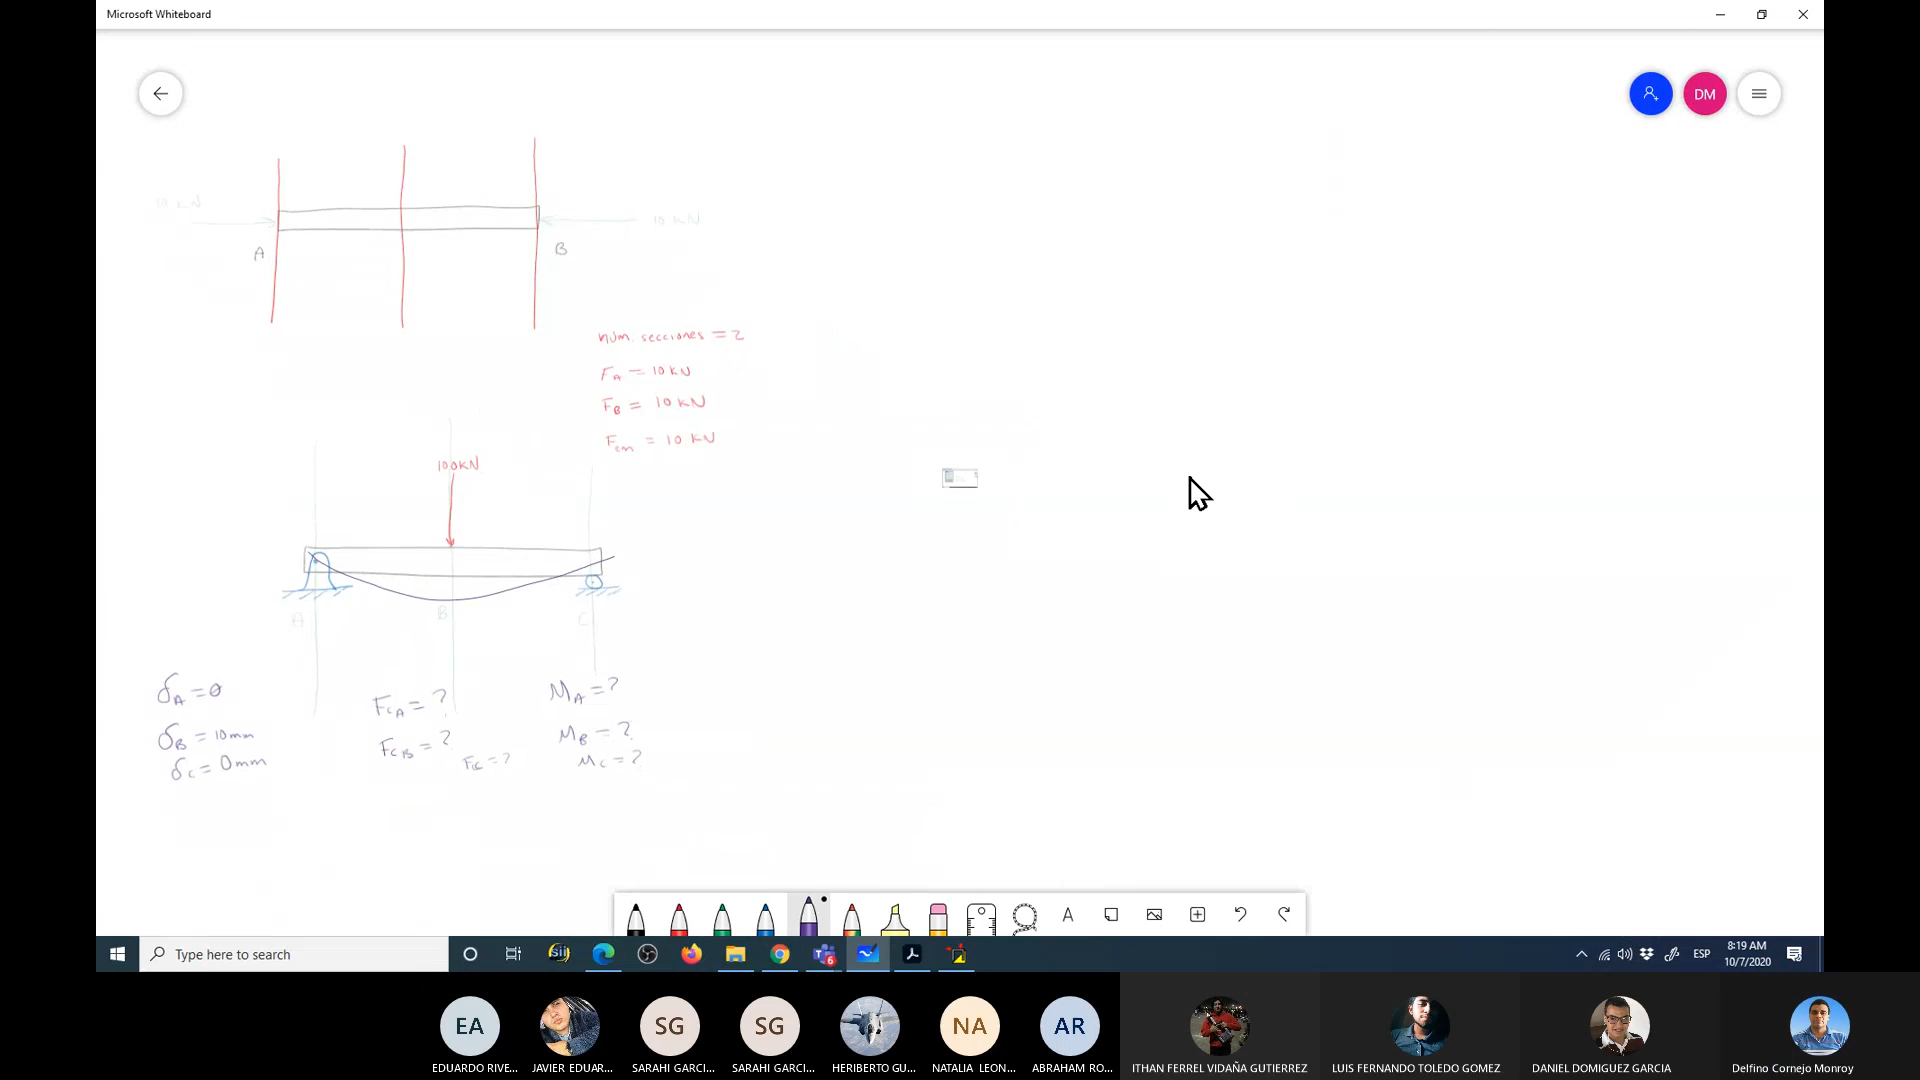 Microsoft Whiteboard
DM
10 KN
10 KN
A
B
num. secciones = 2
FA = 10 KN
FB = 10 KN
Fcm = 10 KN
100KN
A
B
C
δA = 0
δB = 10mm
δC = 0mm
FcA = ?
FcB = ?
Fcc = ?
MA = ?
MB = ?
MC = ?
A
Type here to search
sii
6
ESP
8:19 AM
10/7/2020
EA
SG
SG
NA
AR
EDUARDO RIVE...
JAVIER EDUAR...
SARAHI GARCI...
SARAHI GARCI...
HERIBERTO GU...
NATALIA LEON...
ABRAHAM RO...
ITHAN FERREL VIDAÑA GUTIERREZ
LUIS FERNANDO TOLEDO GOMEZ
DANIEL DOMIGUEZ GARCIA
Delfino Cornejo Monroy